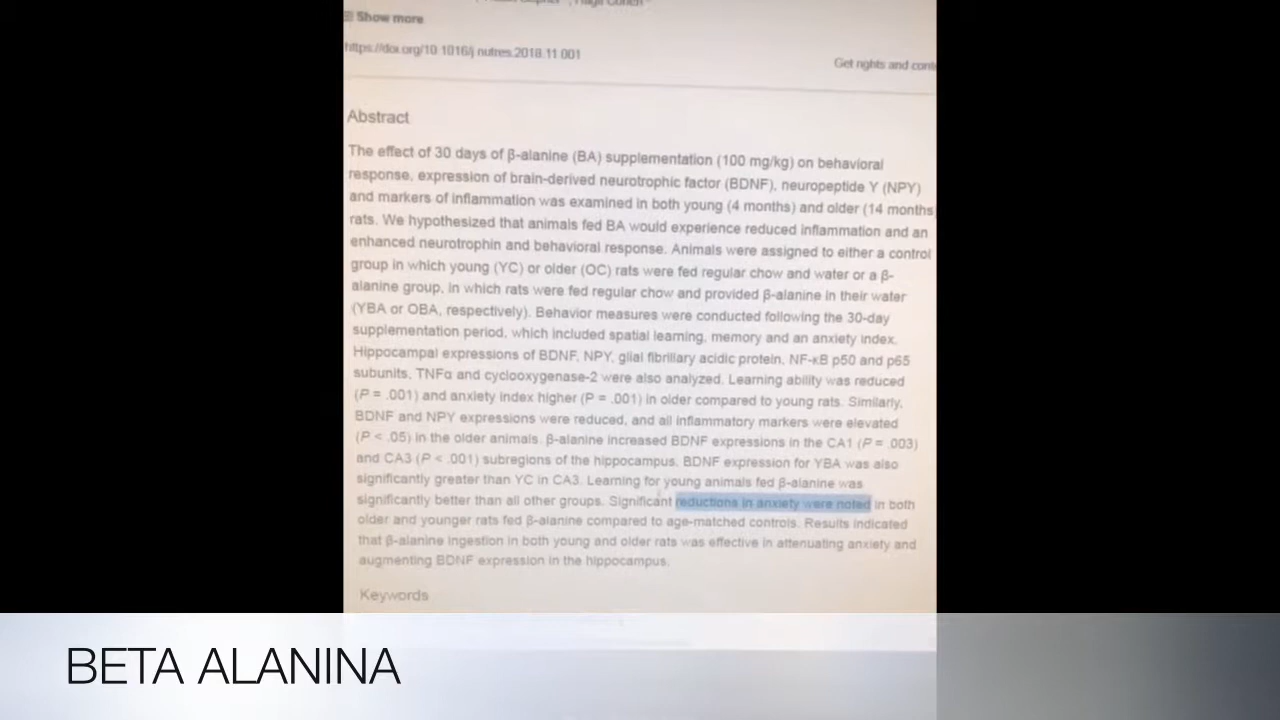 Show more
https://doi.org/10.1016/j.nutres.2018.11.001
Get rights and conte
Abstract
The effect of 30 days of β-alanine (BA) supplementation (100 mg/kg) on behavioral
response, expression of brain-derived neurotrophic factor (BDNF), neuropeptide Y (NPY)
and markers of inflammation was examined in both young (4 months) and older (14 months)
rats. We hypothesized that animals fed BA would experience reduced inflammation and an
enhanced neurotrophin and behavioral response. Animals were assigned to either a control
group in which young (YC) or older (OC) rats were fed regular chow and water or a β-
alanine group, in which rats were fed regular chow and provided β-alanine in their water
(YBA or OBA, respectively). Behavior measures were conducted following the 30-day
supplementation period, which included spatial learning, memory and an anxiety index.
Hippocampal expressions of BDNF, NPY, glial fibrillary acidic protein, NF-κB p50 and p65
subunits, TNFα and cyclooxygenase-2 were also analyzed. Learning ability was reduced
(P = .001) and anxiety index higher (P = .001) in older compared to young rats. Similarly,
BDNF and NPY expressions were reduced, and all inflammatory markers were elevated
(P < .05) in the older animals. β-alanine increased BDNF expressions in the CA1 (P = .003)
and CA3 (P < .001) subregions of the hippocampus. BDNF expression for YBA was also
significantly greater than YC in CA3. Learning for young animals fed β-alanine was
significantly better than all other groups. Significant reductions in anxiety were noted in both
older and younger rats fed β-alanine compared to age-matched controls. Results indicated
that β-alanine ingestion in both young and older rats was effective in attenuating anxiety and
augmenting BDNF expression in the hippocampus.
Keywords
BETA ALANINA